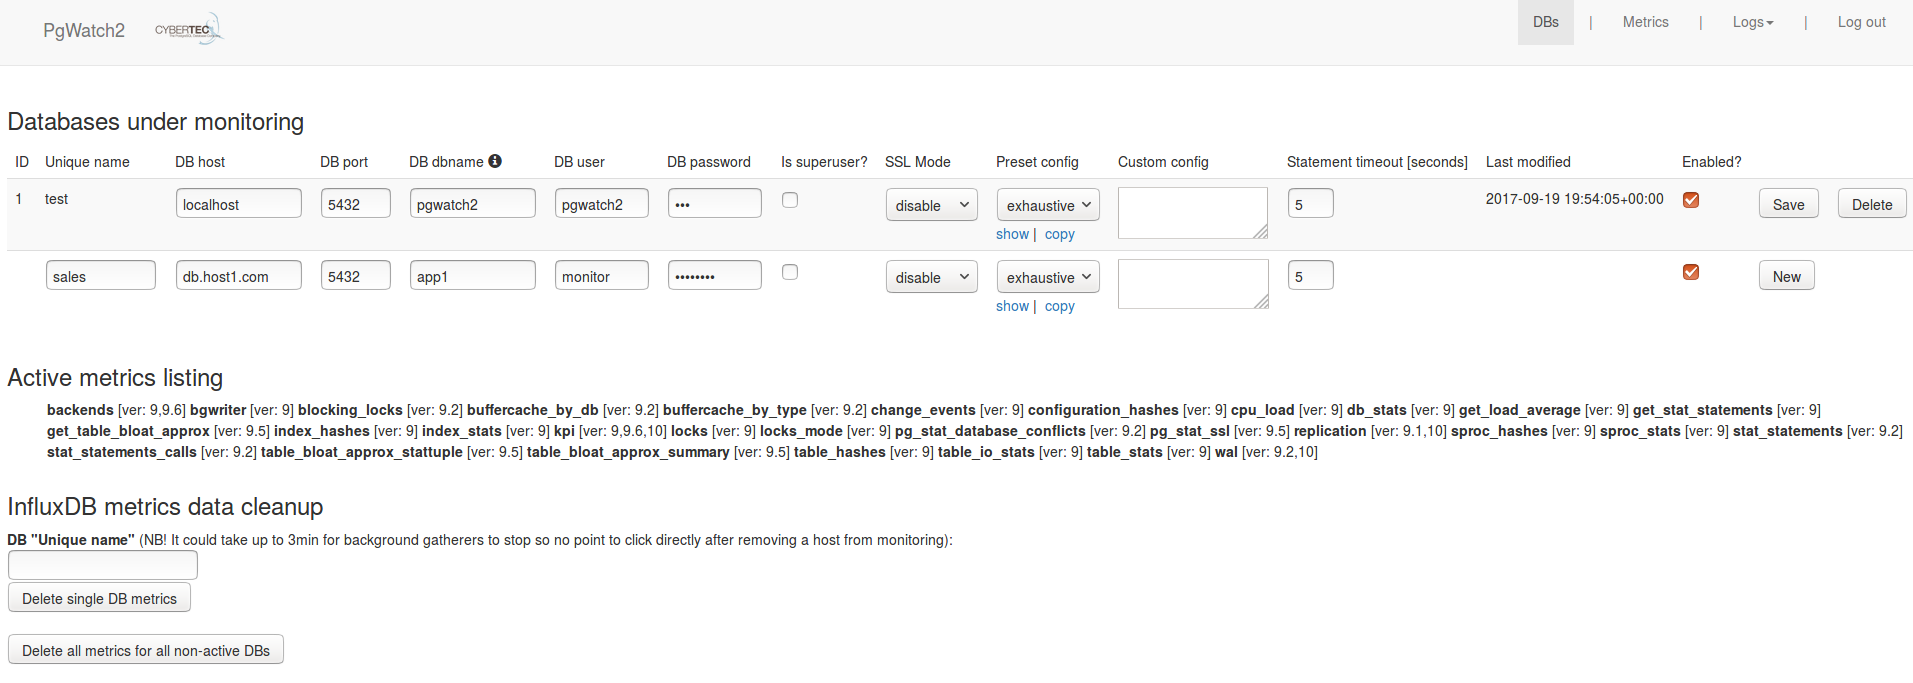 PgWatch2 CYBERTEC DBs | Metrics | Logs | Log out
Databases under monitoring
ID Unique name DB host DB port DB dbname DB user DB password Is superuser? SSL Mode Preset config Custom config Statement timeout [seconds] Last modified Enabled?
1 test localhost 5432 pgwatch2 pgwatch2 ••• disable exhaustive 5 2017-09-19 19:54:05+00:00 Save Delete
show | copy
sales db.host1.com 5432 app1 monitor •••••••• disable exhaustive 5 New
show | copy
Active metrics listing
backends [ver: 9,9.6] bgwriter [ver: 9] blocking_locks [ver: 9.2] buffercache_by_db [ver: 9.2] buffercache_by_type [ver: 9.2] change_events [ver: 9] configuration_hashes [ver: 9] cpu_load [ver: 9] db_stats [ver: 9] get_load_average [ver: 9] get_stat_statements [ver: 9]
get_table_bloat_approx [ver: 9.5] index_hashes [ver: 9] index_stats [ver: 9] kpi [ver: 9,9.6,10] locks [ver: 9] locks_mode [ver: 9] pg_stat_database_conflicts [ver: 9.2] pg_stat_ssl [ver: 9.5] replication [ver: 9.1,10] sproc_hashes [ver: 9] sproc_stats [ver: 9] stat_statements [ver: 9.2]
stat_statements_calls [ver: 9.2] table_bloat_approx_stattuple [ver: 9.5] table_bloat_approx_summary [ver: 9.5] table_hashes [ver: 9] table_io_stats [ver: 9] table_stats [ver: 9] wal [ver: 9.2,10]
InfluxDB metrics data cleanup
DB "Unique name" (NB! It could take up to 3min for background gatherers to stop so no point to click directly after removing a host from monitoring):
Delete single DB metrics
Delete all metrics for all non-active DBs